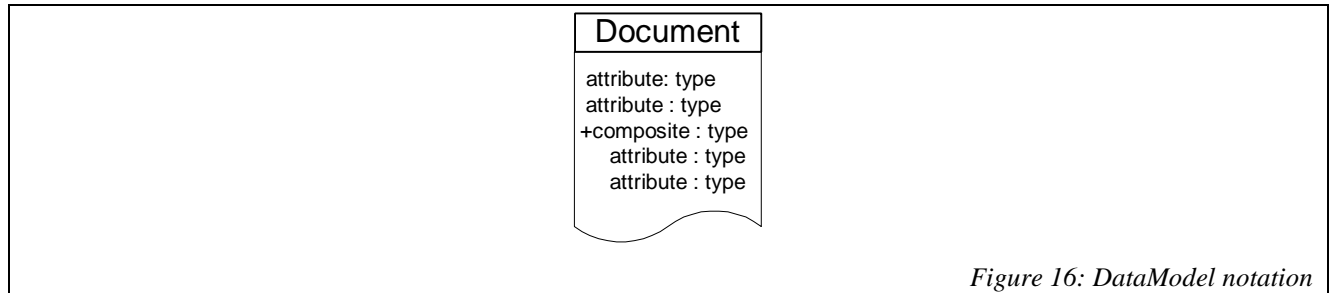 Document
attribute: type
attribute : type
+composite : type
attribute : type
attribute : type
Figure 16: DataModel notation